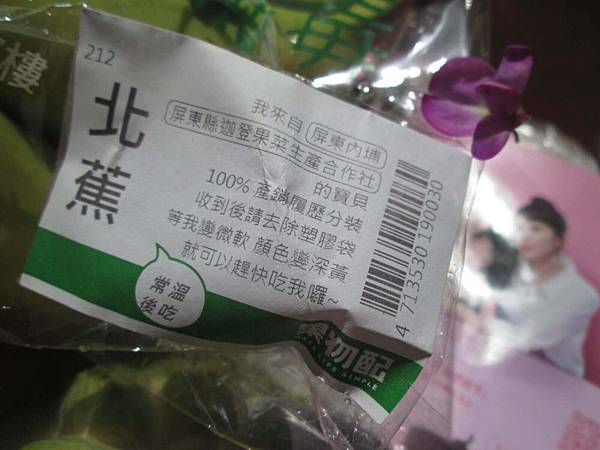 樓
212
北蕉
我來自 屏東內埔
屏東縣迦登果菜生產合作社
的寶貝
100% 產銷履歷分裝
收到後請去除塑膠袋
等我變微軟 顏色變深黃
就可以趕快吃我囉~
常溫
後吃
4 713530 190030